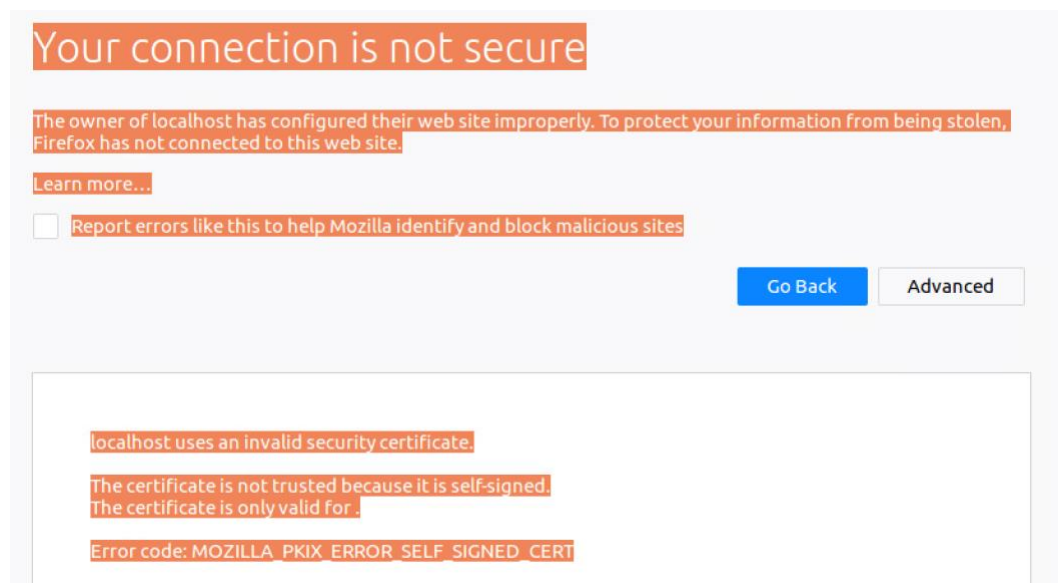 Your connection is not secure
The owner of localhost has configured their web site improperly. To protect your information from being stolen,
Firefox has not connected to this web site.
Learn more…
Report errors like this to help Mozilla identify and block malicious sites
Go Back
Advanced
localhost uses an invalid security certificate.
The certificate is not trusted because it is self-signed.
The certificate is only valid for .
Error code: MOZILLA_PKIX_ERROR_SELF_SIGNED_CERT